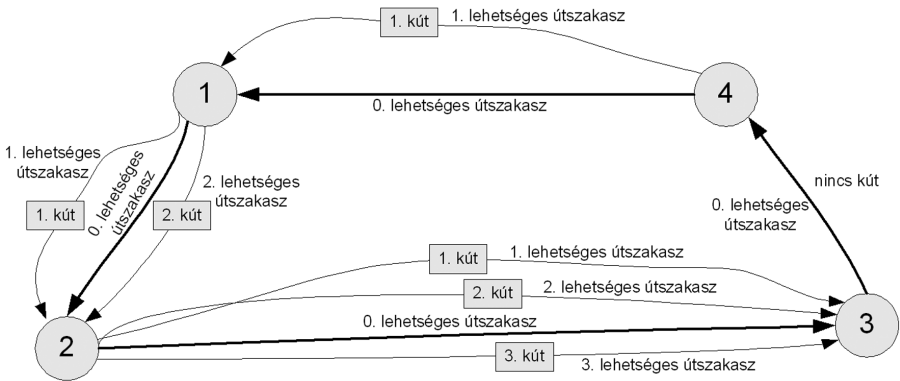 1. kút
1. lehetséges útszakasz
1
4
0. lehetséges útszakasz
1. lehetséges
útszakasz
0. lehetséges
útszakasz
2. lehetséges
útszakasz
nincs kút
0. lehetséges
útszakasz
1. kút
2. kút
1. kút
1. lehetséges útszakasz
2. kút
2. lehetséges útszakasz
0. lehetséges útszakasz
3
2
3. kút
3. lehetséges útszakasz